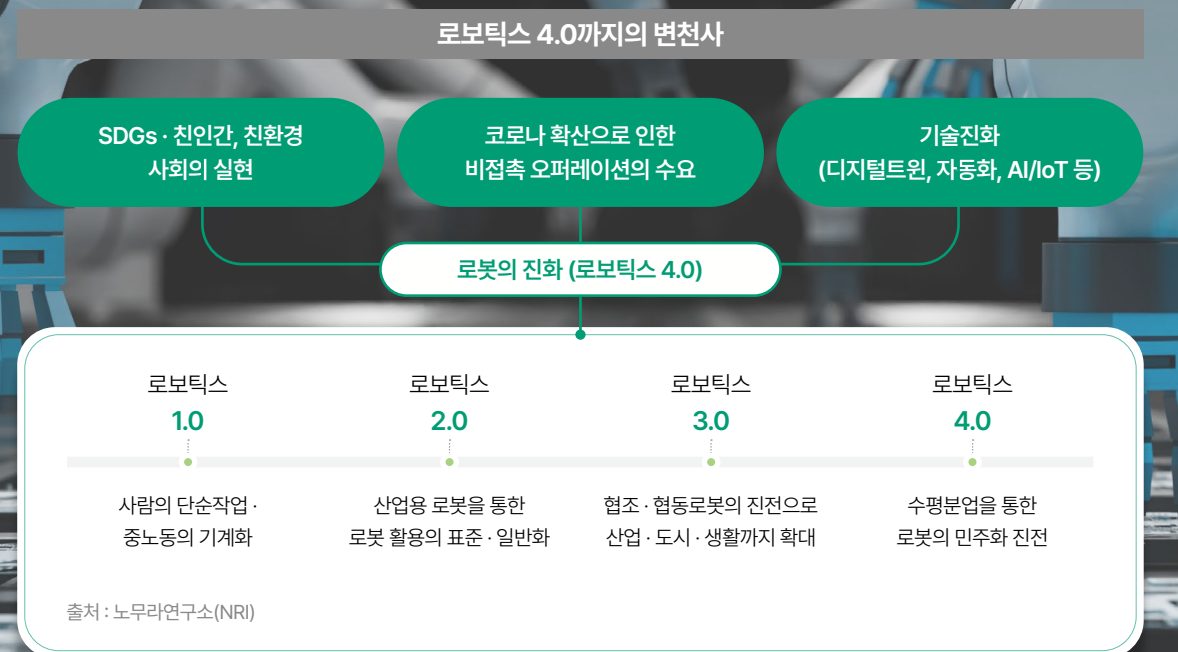 로보틱스 4.0까지의 변천사
SDGs · 친인간, 친환경
사회의 실현
코로나 확산으로 인한
비접촉 오퍼레이션의 수요
기술진화
(디지털트윈, 자동화, AI/IoT 등)
로봇의 진화 (로보틱스 4.0)
로보틱스
1.0
사람의 단순작업 ·
중노동의 기계화
로보틱스
2.0
산업용 로봇을 통한
로봇 활용의 표준 · 일반화
로보틱스
3.0
협조 · 협동로봇의 진전으로
산업 · 도시 · 생활까지 확대
로보틱스
4.0
수평분업을 통한
로봇의 민주화 진전
출처 : 노무라연구소(NRI)